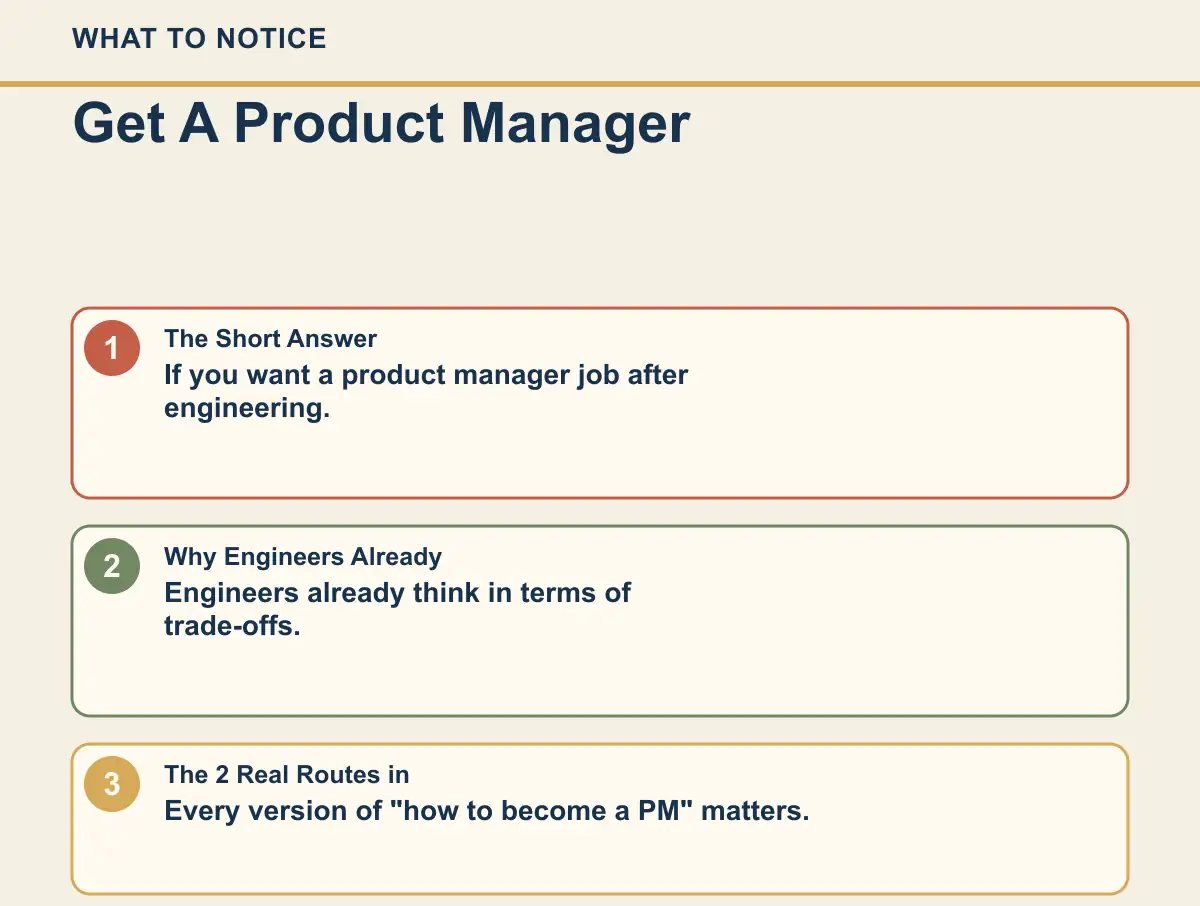 WHAT TO NOTICE
Get A Product Manager
1
The Short Answer
If you want a product manager job after
engineering.
2
Why Engineers Already
Engineers already think in terms of
trade-offs.
3
The 2 Real Routes in
Every version of "how to become a PM" matters.